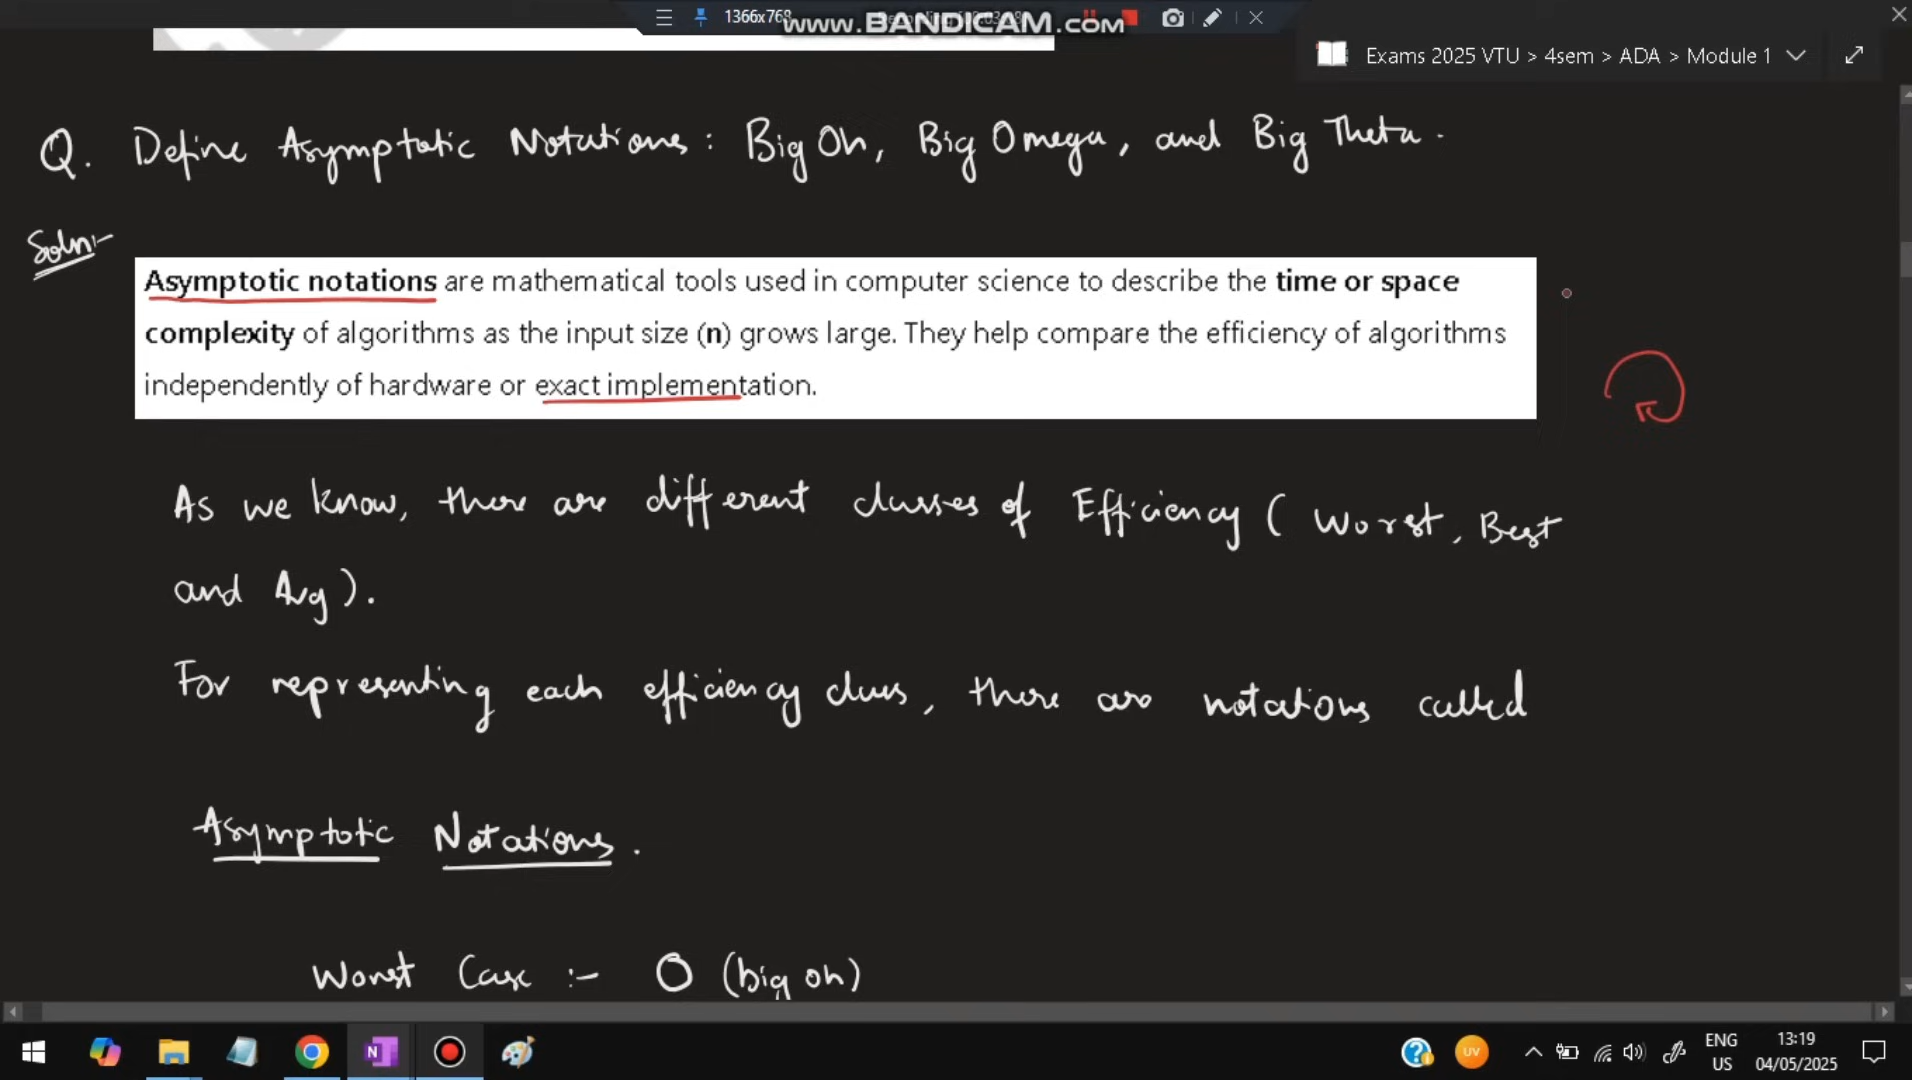 1366x768
www.BANDICAM.com
Exams 2025 VTU > 4sem > ADA > Module 1
Q. Define Asymptotic Notations : Big Oh, Big Omega, and Big Theta .
Soln:-
Asymptotic notations are mathematical tools used in computer science to describe the time or space
complexity of algorithms as the input size (n) grows large. They help compare the efficiency of algorithms
independently of hardware or exact implementation.
As we know, there are different classes of Efficiency ( Worst, Best
and Avg ).
For representing each efficiency class, there are notations called
Asymptotic Notations .
Worst Case :- O (big oh)
N
UV
ENG
US
13:19
04/05/2025